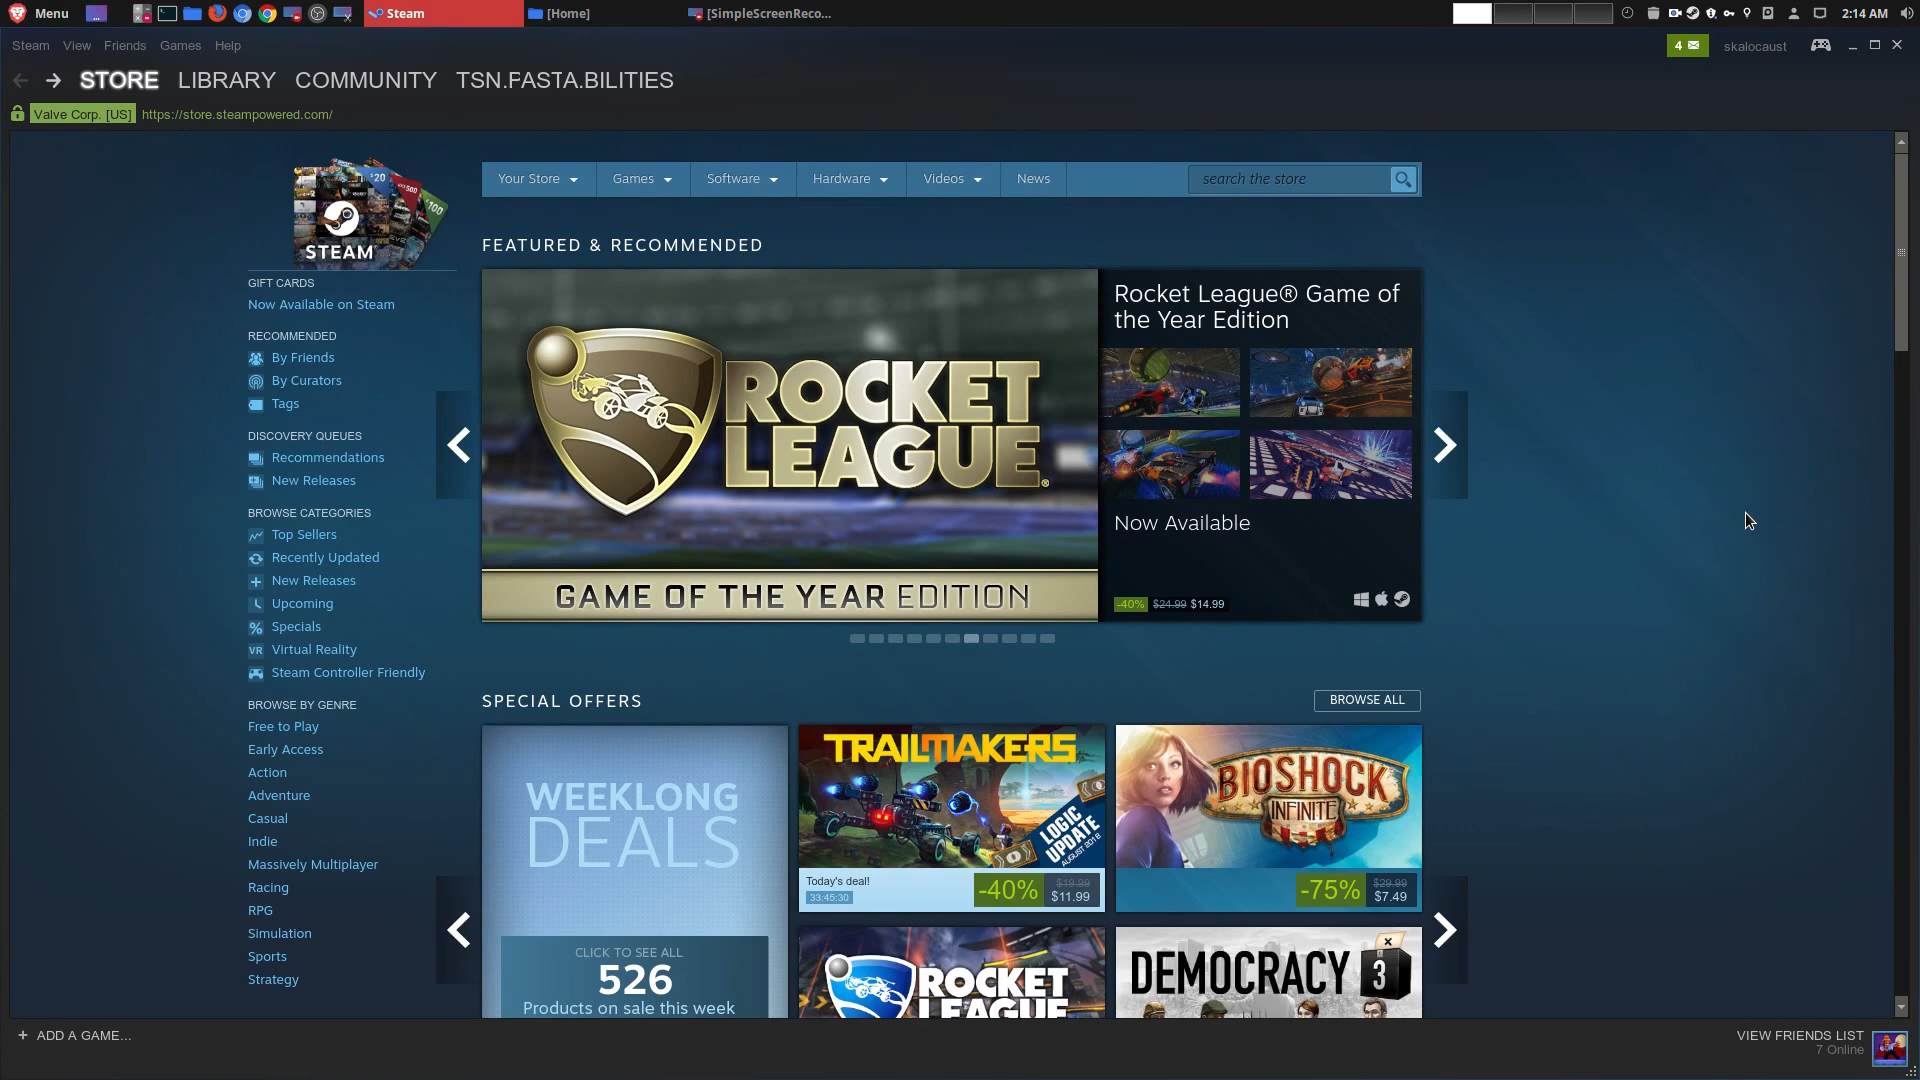 Menu
Steam
[Home]
[SimpleScreenReco...
2:14 AM
Steam View Friends Games Help
4
skalocaust
STORE LIBRARY COMMUNITY TSN.FASTA.BILITIES
Valve Corp. [US] https://store.steampowered.com/
$20
$100
STEAM
GIFT CARDS
Now Available on Steam
RECOMMENDED
By Friends
By Curators
Tags
DISCOVERY QUEUES
Recommendations
New Releases
BROWSE CATEGORIES
Top Sellers
Recently Updated
New Releases
Upcoming
% Specials
VR Virtual Reality
Steam Controller Friendly
BROWSE BY GENRE
Free to Play
Early Access
Action
Adventure
Casual
Indie
Massively Multiplayer
Racing
RPG
Simulation
Sports
Strategy
Your Store Games Software Hardware Videos News
search the store
FEATURED & RECOMMENDED
ROCKET
LEAGUE®
GAME OF THE YEAR EDITION
Rocket League® Game of
the Year Edition
Now Available
-40% $24.99 $14.99
SPECIAL OFFERS
BROWSE ALL
WEEKLONG
DEALS
CLICK TO SEE ALL
526
Products on sale this week
TRAILMAKERS
LOGIC
UPDATE
AUGUST 2018
Today's deal!
33:45:30
-40%
$19.99
$11.99
BIOSHOCK
INFINITE
-75%
$29.99
$7.49
ROCKET
LEAGUE
DEMOCRACY 3
+ ADD A GAME...
VIEW FRIENDS LIST
7 Online